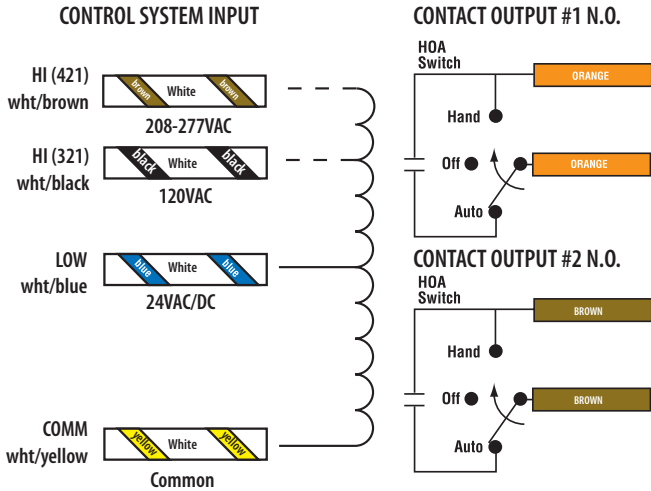 CONTROL SYSTEM INPUT
HI (421)
wht/brown
brown White brown
208-277VAC
HI (321)
wht/black
black White black
120VAC
LOW
wht/blue
blue White blue
24VAC/DC
COMM
wht/yellow
yellow White yellow
Common
CONTACT OUTPUT #1 N.O.
HOA
Switch
ORANGE
Hand
Off
ORANGE
Auto
CONTACT OUTPUT #2 N.O.
HOA
Switch
BROWN
Hand
Off
BROWN
Auto